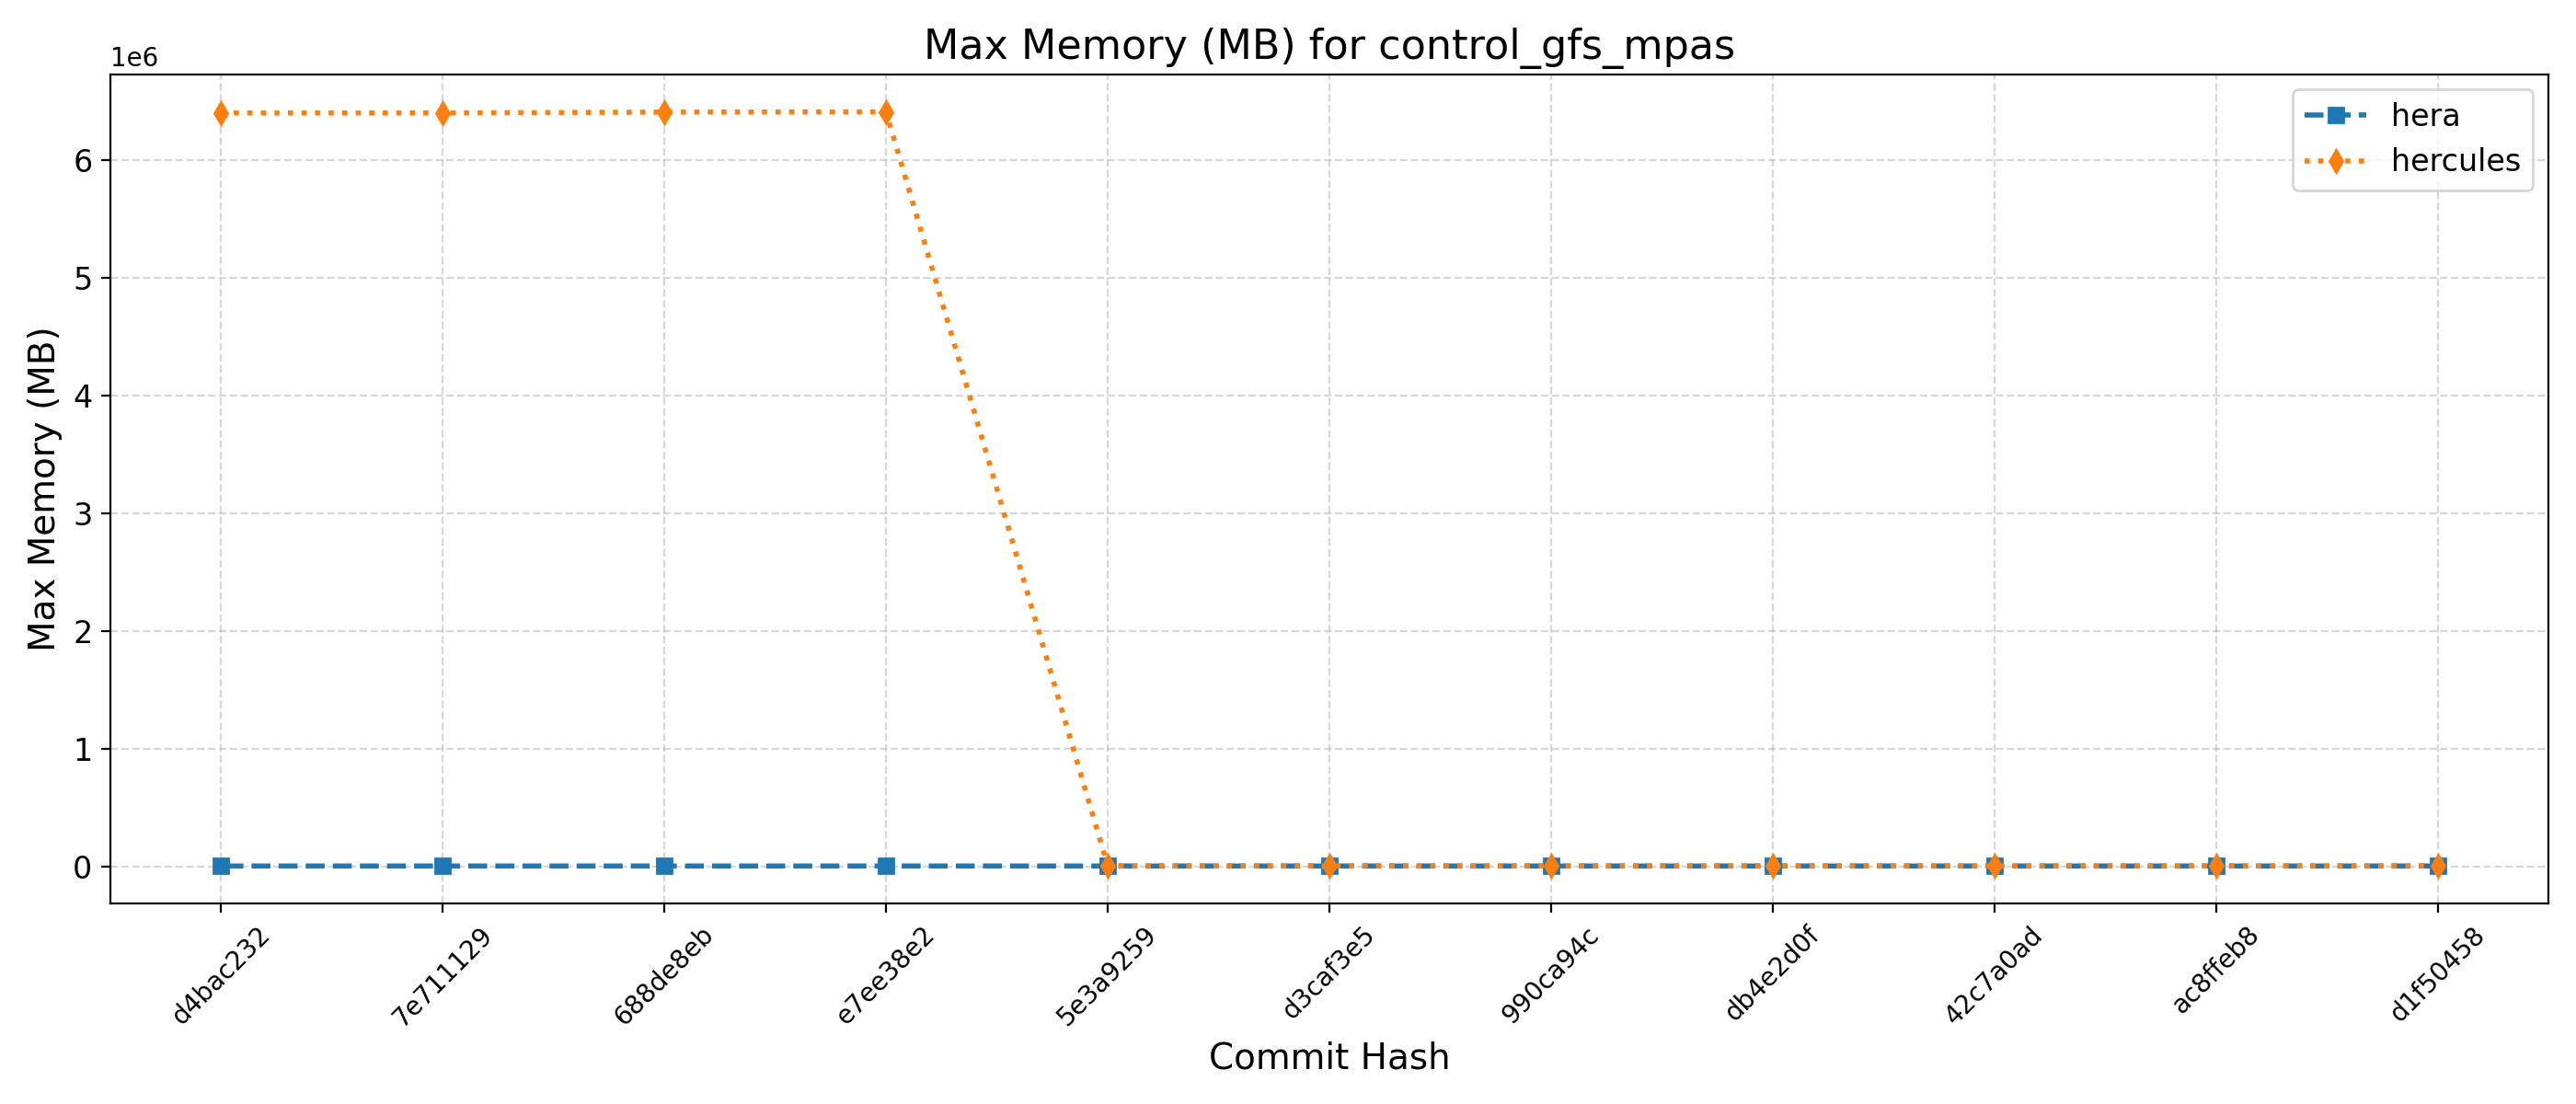 Max Memory (MB) for control_gfs_mpas
1e6
hera
hercules
6
5
4
3
2
1
0
Max Memory (MB)
d4bac232
7e711129
688de8eb
e7ee38e2
5e3a9259
d3caf3e5
990ca94c
db4e2d0f
42c7a0ad
ac8ffeb8
d1f50458
Commit Hash